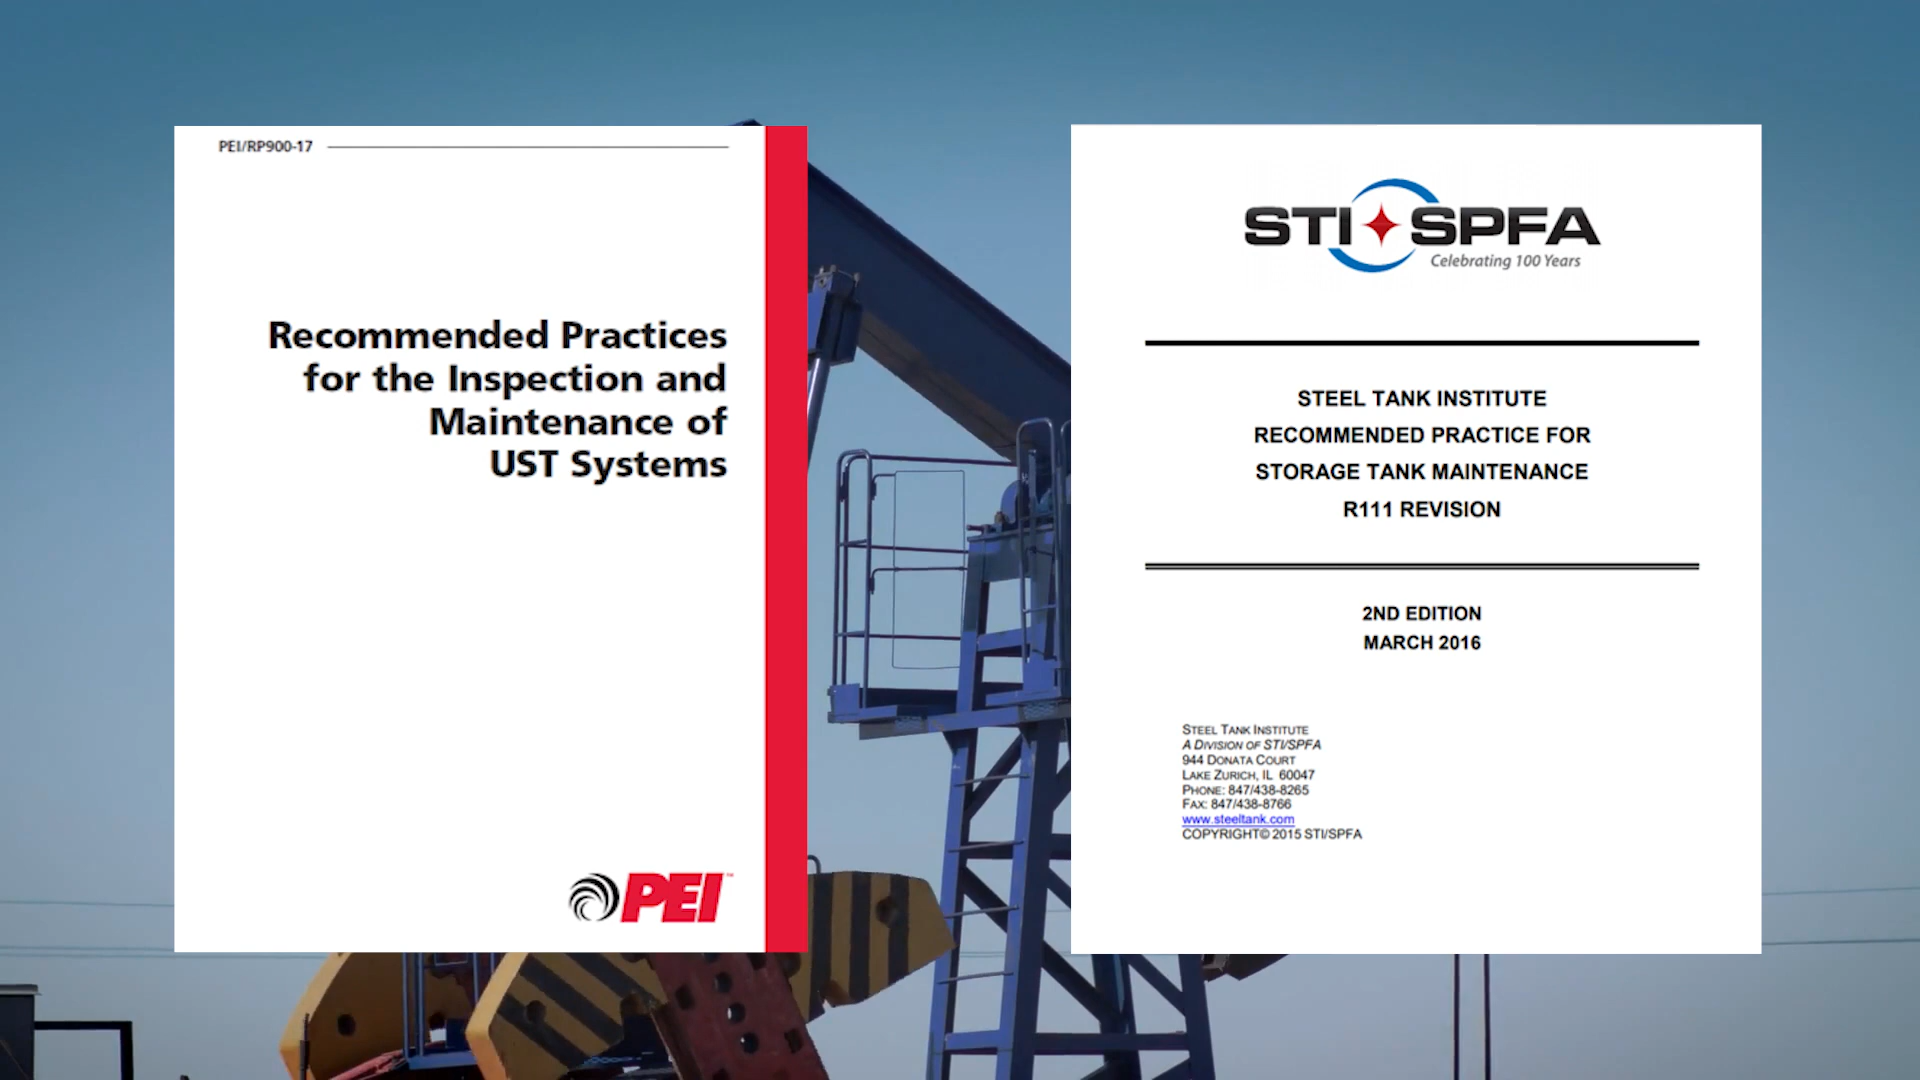 PEI/RP900-17
Recommended Practices
for the Inspection and
Maintenance of
UST Systems
PEI™
STI SPFA
Celebrating 100 Years
STEEL TANK INSTITUTE
RECOMMENDED PRACTICE FOR
STORAGE TANK MAINTENANCE
R111 REVISION
2ND EDITION
MARCH 2016
STEEL TANK INSTITUTE
A DIVISION OF STI/SPFA
944 DONATA COURT
LAKE ZURICH, IL 60047
PHONE: 847/438-8265
FAX: 847/438-8766
www.steeltank.com
COPYRIGHT© 2015 STI/SPFA